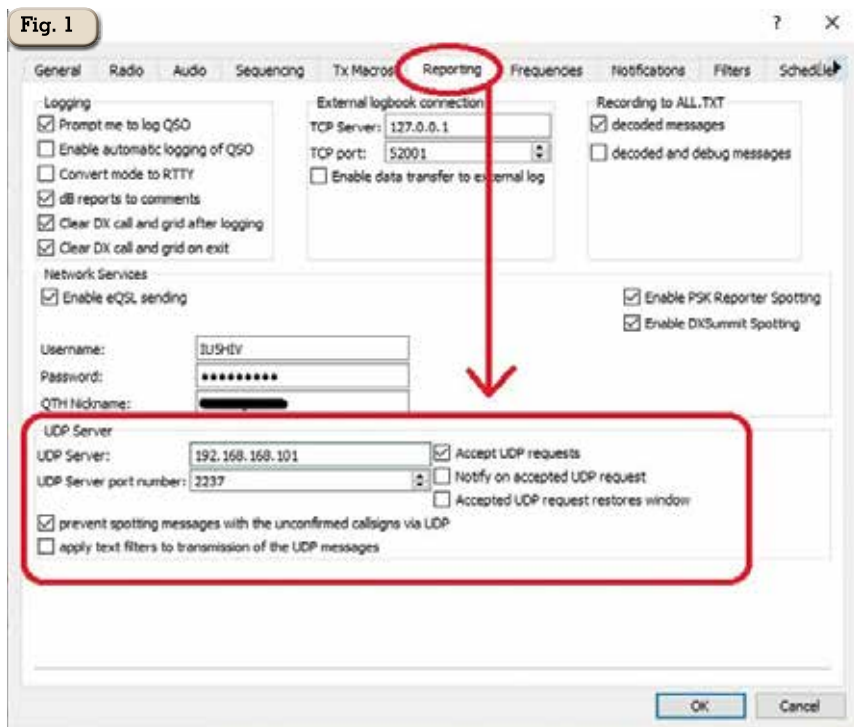 Fig. 1
General Radio Audio Sequencing Tx Macros Reporting Frequencies Notifications Filters
Logging
Prompt me to log QSO
Enable automatic logging of QSO
Convert mode to RTTY
dB reports to comments
Clear DX call and grid after logging
Clear DX call and grid on exit
External logbook connection
TCP Server: 127.0.0.1
TCP port: 52001
Enable data transfer to external log
Recording to ALL.TXT
decoded messages
decoded and debug messages
Network Services
Enable eQSL sending
Enable PSK Reporter Spotting
Enable DXSummit Spotting
Username:
Password: •••••••••
QTH Nickname:
UDP Server
UDP Server: 192.168.168.101
UDP Server port number: 2237
Accept UDP requests
Notify on accepted UDP request
Accepted UDP request restores window
prevent spotting messages with the unconfirmed callsigns via UDP
apply text filters to transmission of the UDP messages
OK Cancel